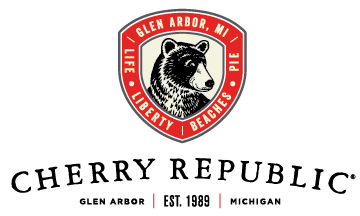 GLEN ARBOR, MI
LIFE • LIBERTY | BEACHES • PIE
CHERRY REPUBLIC®
GLEN ARBOR | EST. 1989 | MICHIGAN